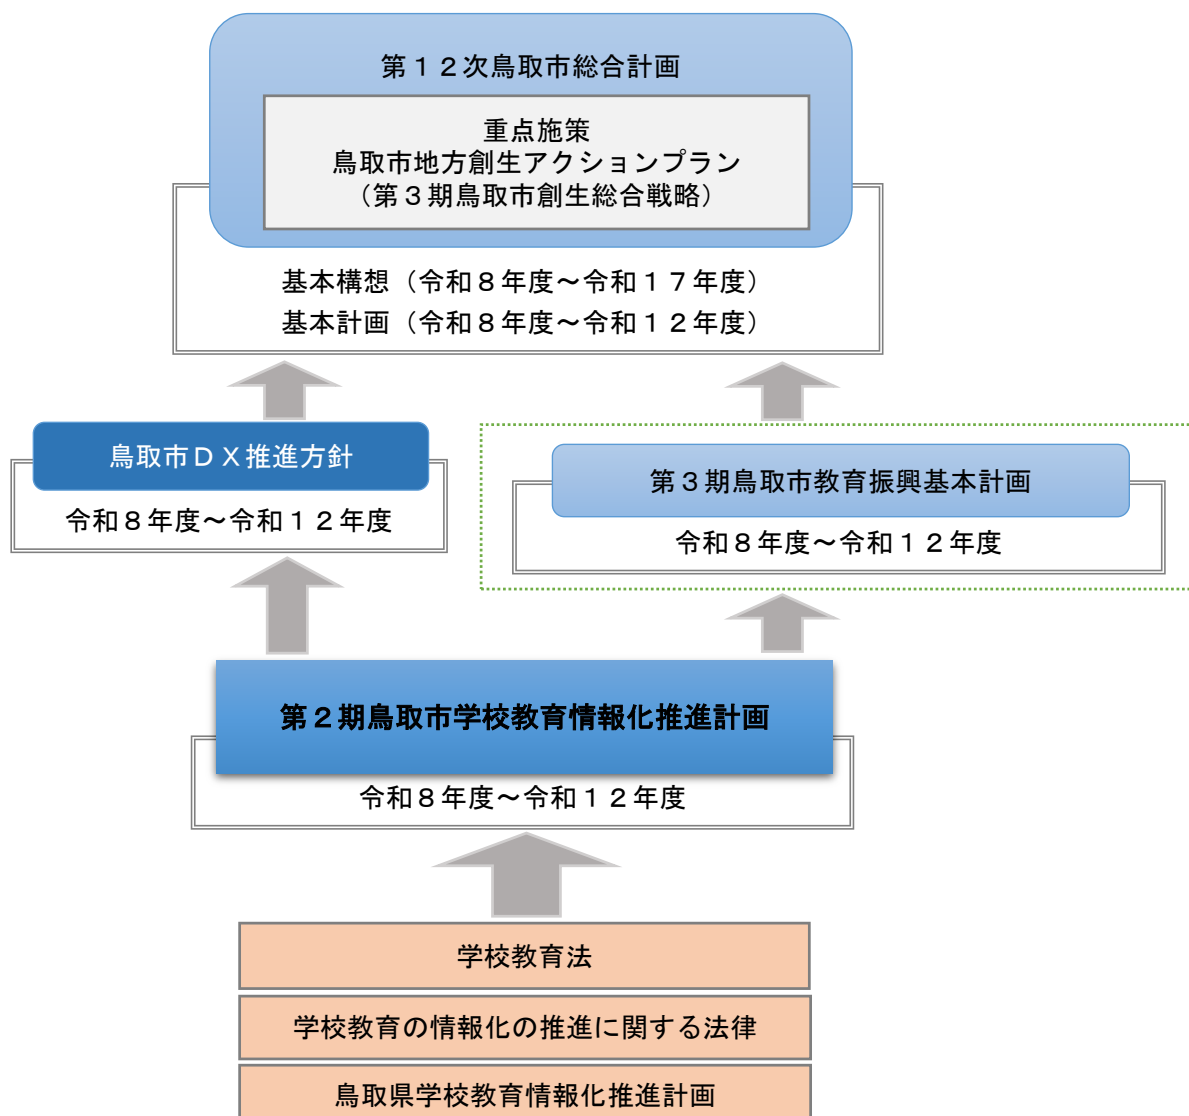 第１２次鳥取市総合計画
重点施策
鳥取市地方創生アクションプラン
（第３期鳥取市創生総合戦略）
基本構想（令和８年度～令和１７年度）
基本計画（令和８年度～令和１２年度）
鳥取市ＤＸ推進方針
令和８年度～令和１２年度
第３期鳥取市教育振興基本計画
令和８年度～令和１２年度
第２期鳥取市学校教育情報化推進計画
令和８年度～令和１２年度
学校教育法
学校教育の情報化の推進に関する法律
鳥取県学校教育情報化推進計画